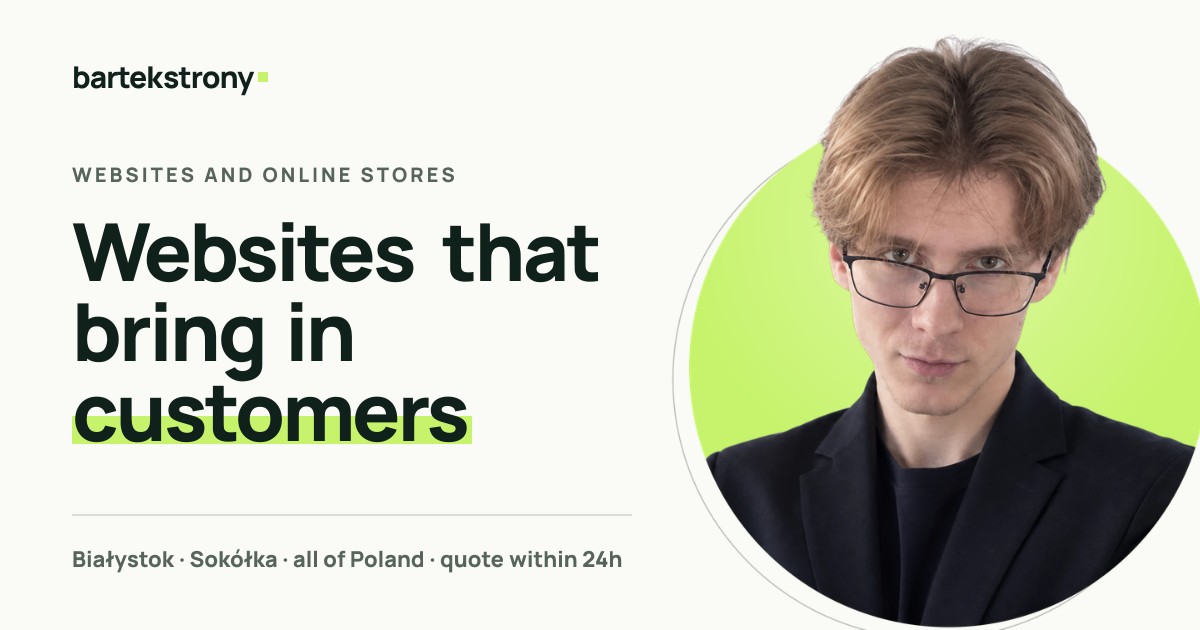 bartekstrony
WEBSITES AND ONLINE STORES
Websites that
bring in
customers
Białystok · Sokółka · all of Poland · quote within 24h